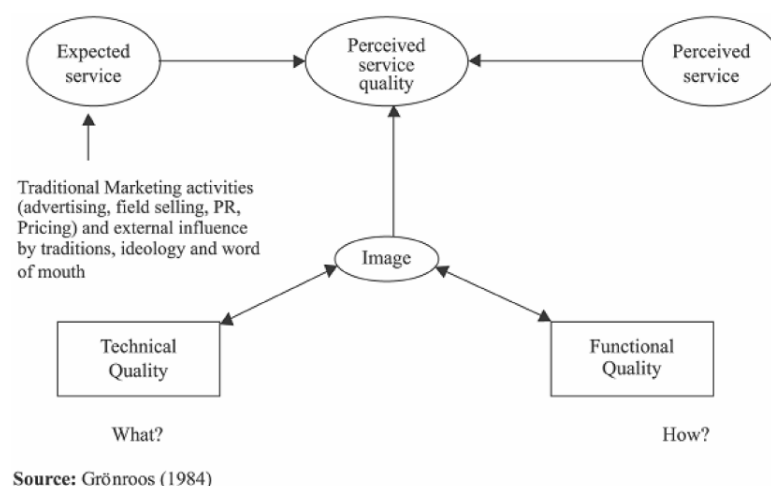 Expected
service
Perceived
service
quality
Perceived
service
Traditional Marketing activities
(advertising, field selling, PR,
Pricing) and external influence
by traditions, ideology and word
of mouth
Image
Technical
Quality
Functional
Quality
What?
How?
Source: Grönroos (1984)